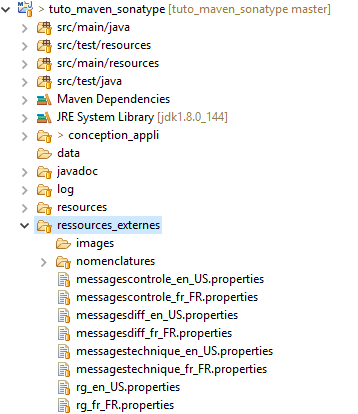 > tuto_maven_sonatype [tuto_maven_sonatype master]
src/main/java
src/test/resources
src/main/resources
src/test/java
Maven Dependencies
JRE System Library [jdk1.8.0_144]
> conception_appli
data
javadoc
log
resources
ressources_externes
images
nomenclatures
messagescontrole_en_US.properties
messagescontrole_fr_FR.properties
messagesdiff_en_US.properties
messagesdiff_fr_FR.properties
messagestechnique_en_US.properties
messagestechnique_fr_FR.properties
rg_en_US.properties
rg_fr_FR.properties